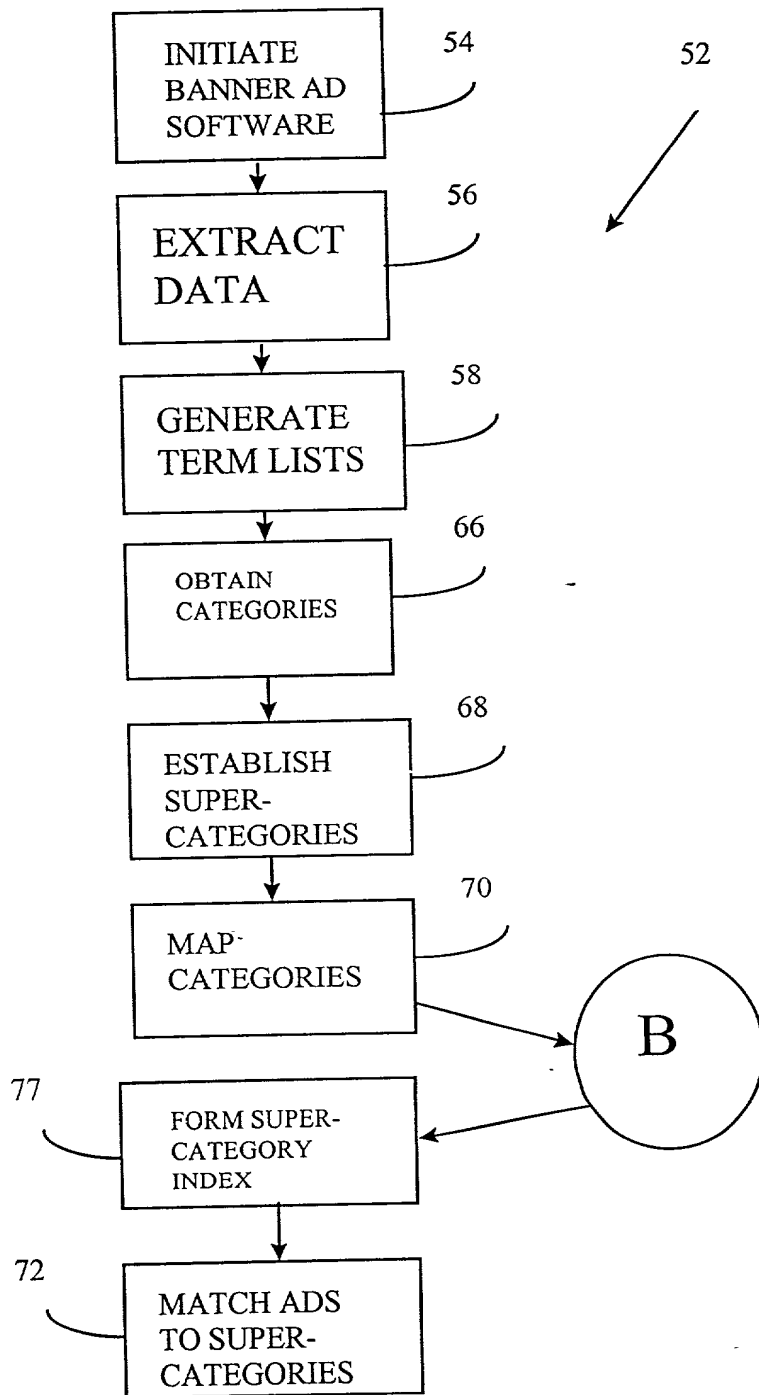 54
52
INITIATE
BANNER AD
SOFTWARE
56
EXTRACT
DATA
58
GENERATE
TERM LISTS
66
OBTAIN
CATEGORIES
68
ESTABLISH
SUPER-
CATEGORIES
70
MAP
CATEGORIES
B
77
FORM SUPER-
CATEGORY
INDEX
72
MATCH ADS
TO SUPER-
CATEGORIES